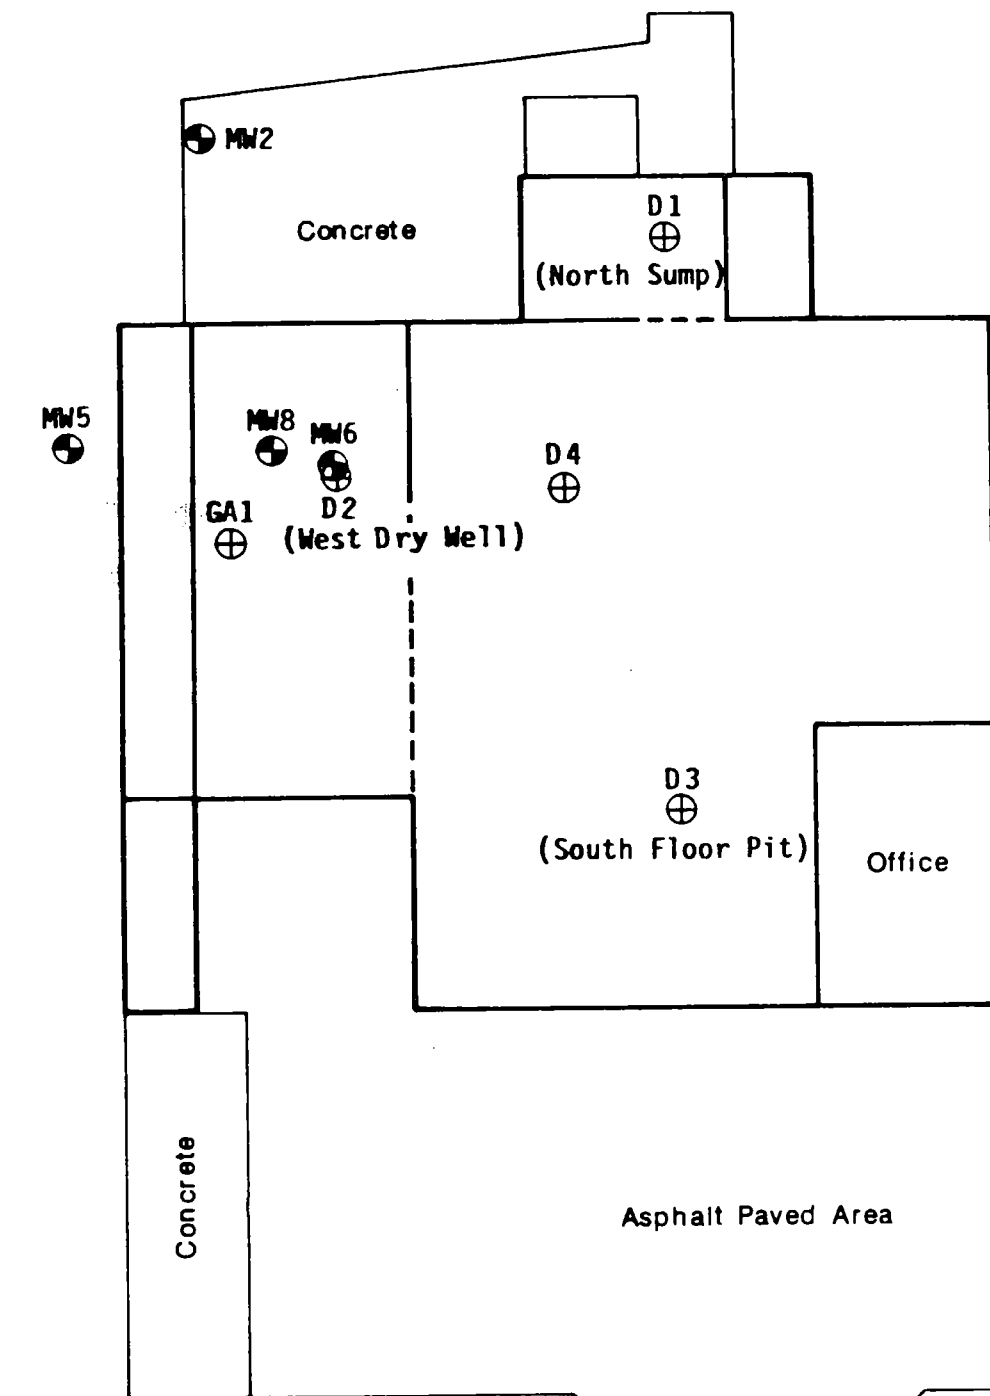 MW2
D1
Concrete
(North Sump)
MW5
MW8
MW6
D4
GA1
D2
(West Dry Well)
D3
(South Floor Pit)
Office
Concrete
Asphalt Paved Area